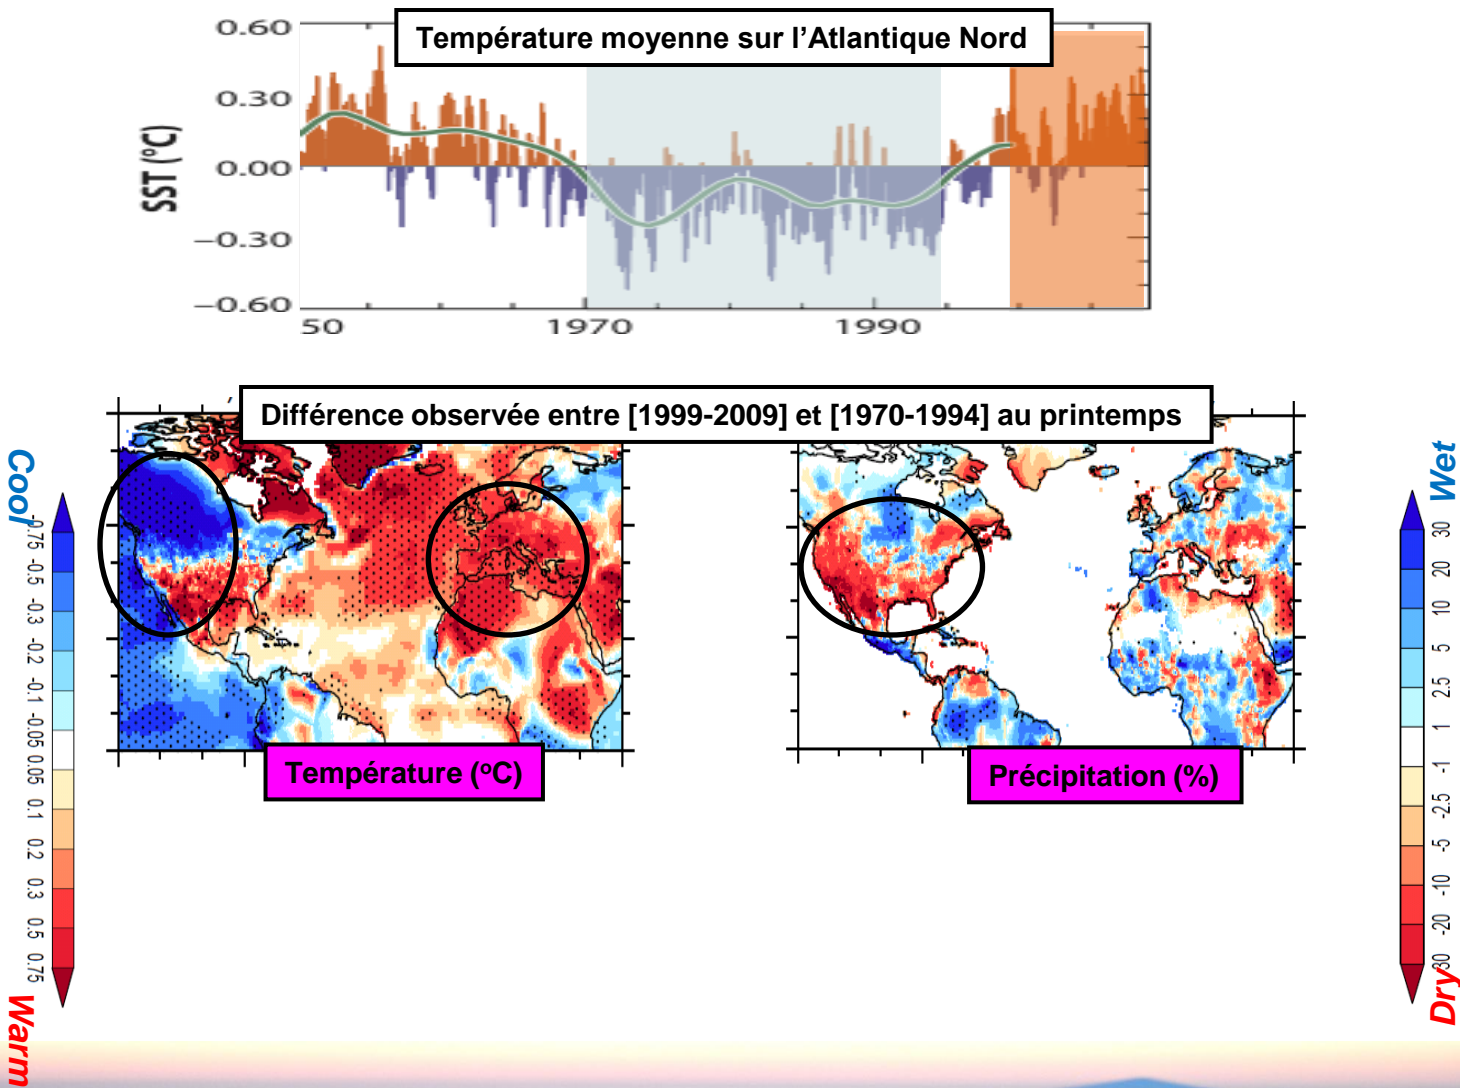 Température moyenne sur l'Atlantique Nord
0.60
0.30
0.00
−0.30
−0.60
SST (°C)
50
1970
1990
Différence observée entre [1999-2009] et [1970-1994] au printemps
Cool
-0.75 -0.5 -0.3 -0.2 -0.1 -0.05 0.05 0.1 0.2 0.3 0.5 0.75
Warm
Température (°C)
Précipitation (%)
Wet
30 20 10 5 2.5 1 -1 -2.5 -5 -10 -20 -30
Dry